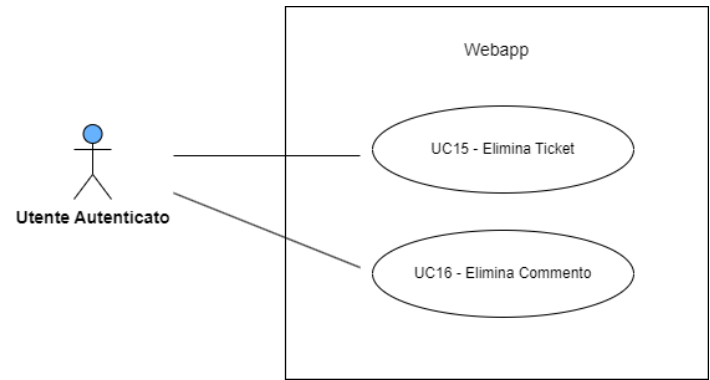 Webapp
UC15 - Elimina Ticket
Utente Autenticato
UC16 - Elimina Commento